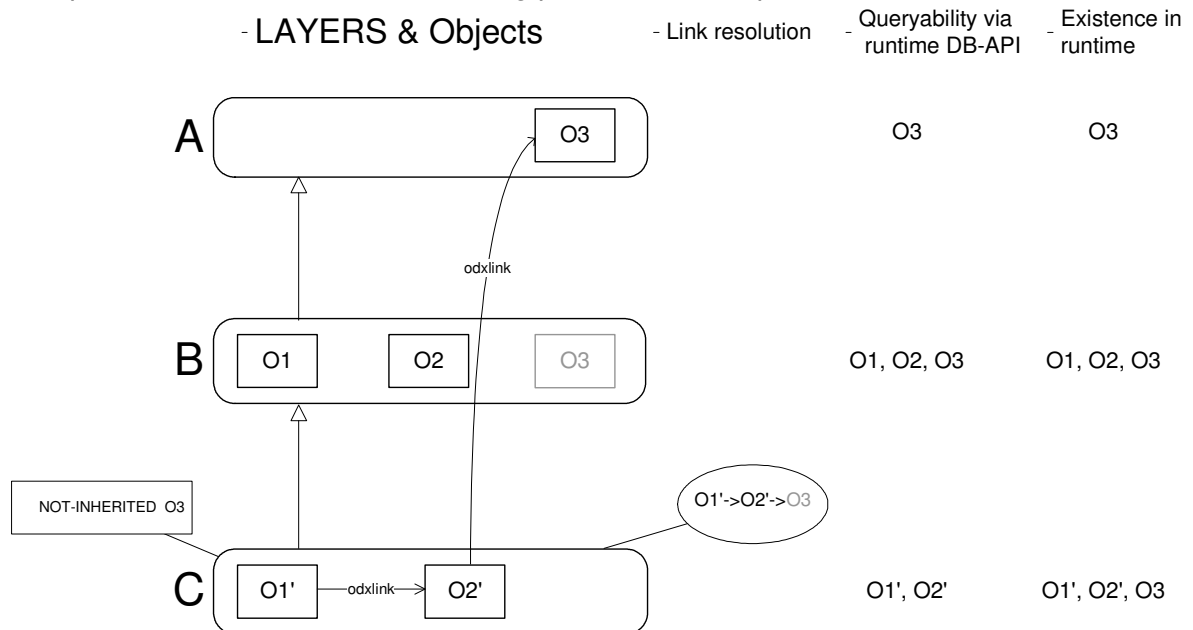 - LAYERS & Objects
- Link resolution
- Queryability via
runtime DB-API
- Existence in
runtime
A
O3
O3
O3
odxlink
B
O1
O2
O3
O1, O2, O3
O1, O2, O3
NOT-INHERITED O3
O1'->O2'->O3
C
O1'
odxlink
O2'
O1', O2'
O1', O2', O3